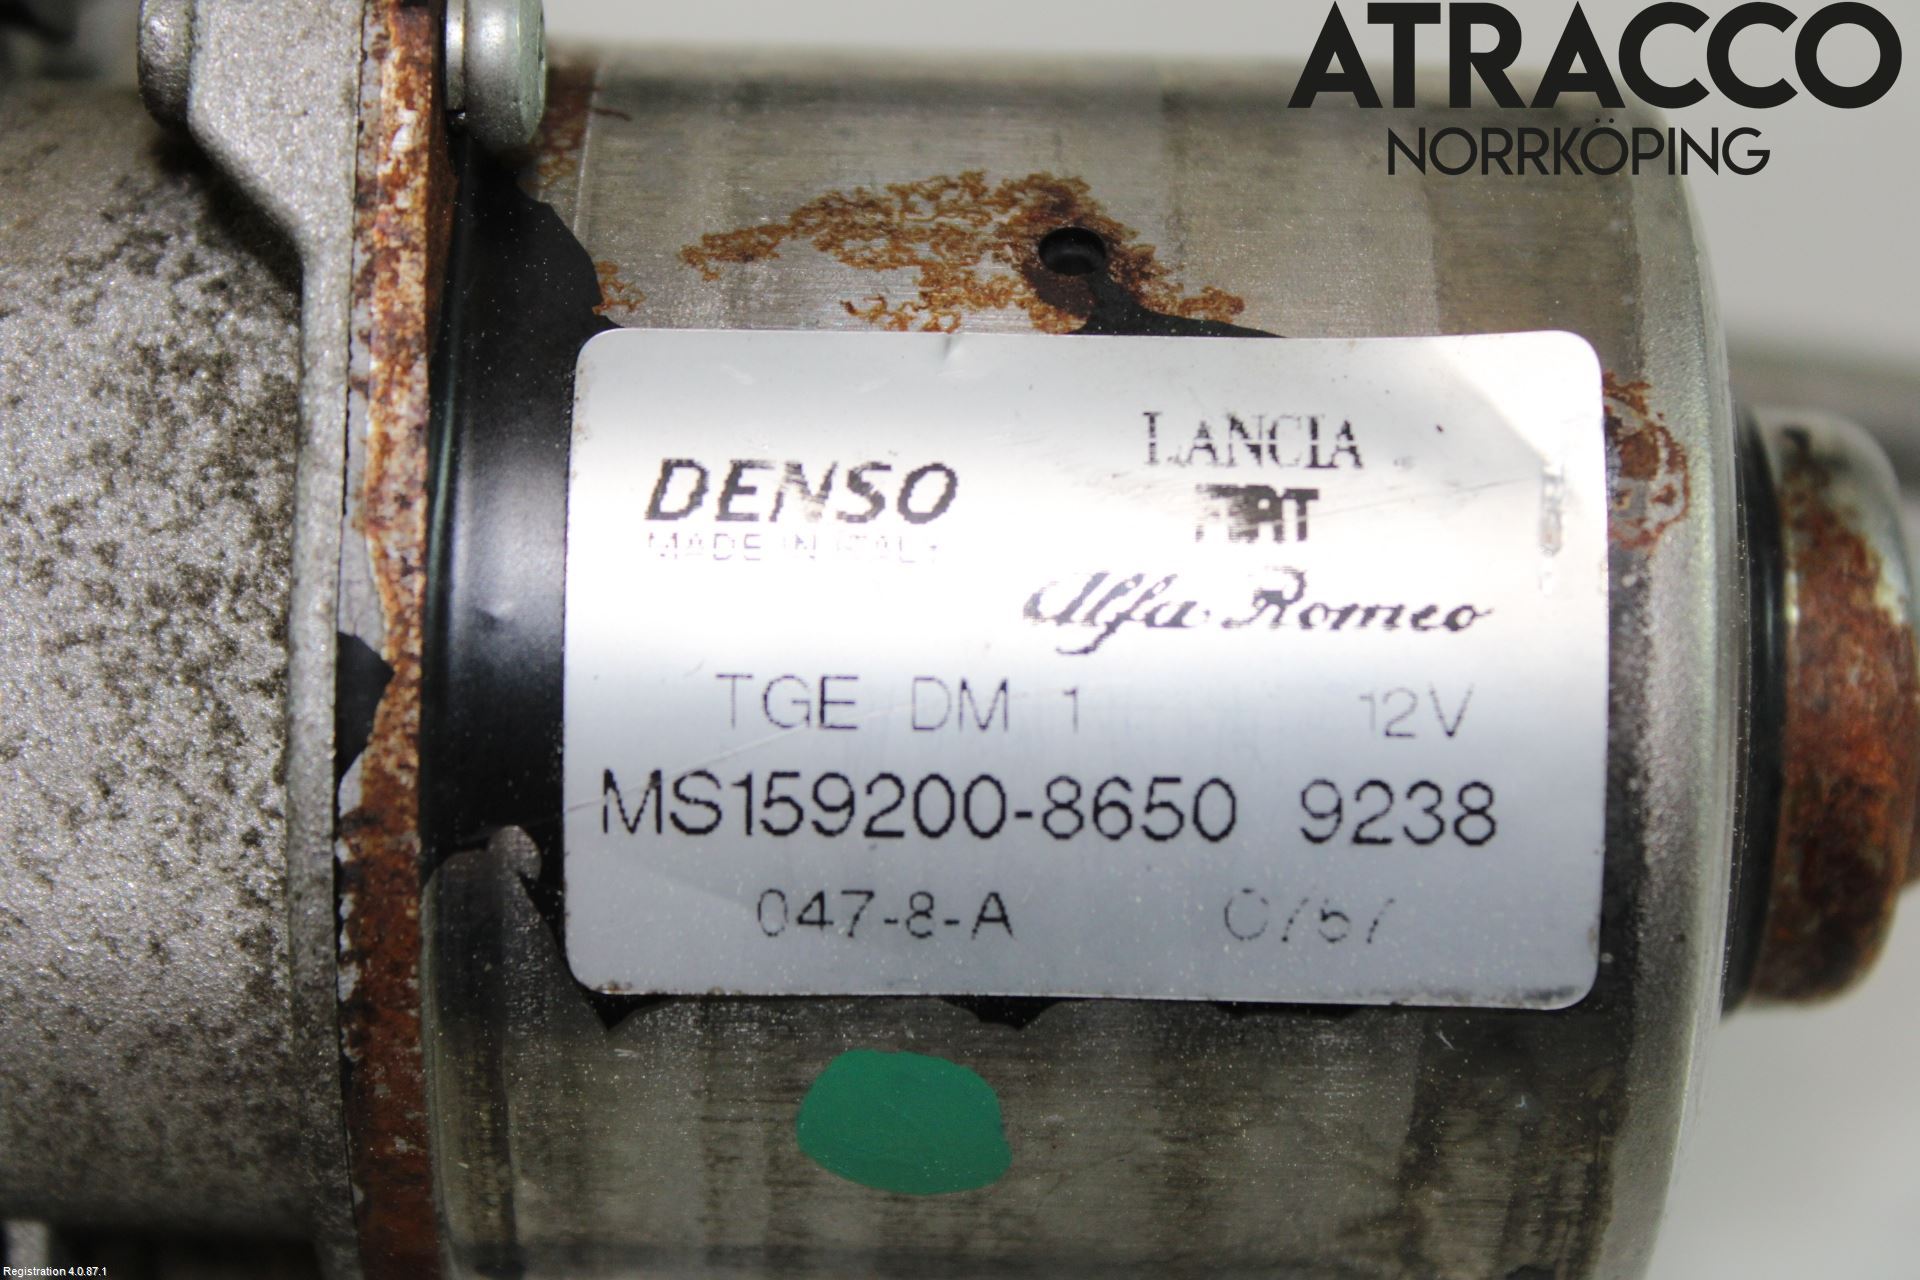 ATRACCO
NORRKÖPING
DENSO
MADE IN ITALY
LANCIA
FIAT
Alfa Romeo
TGE DM 1 12V
MS159200-8650 9238
047-8-A
Registration 4.0.87.1